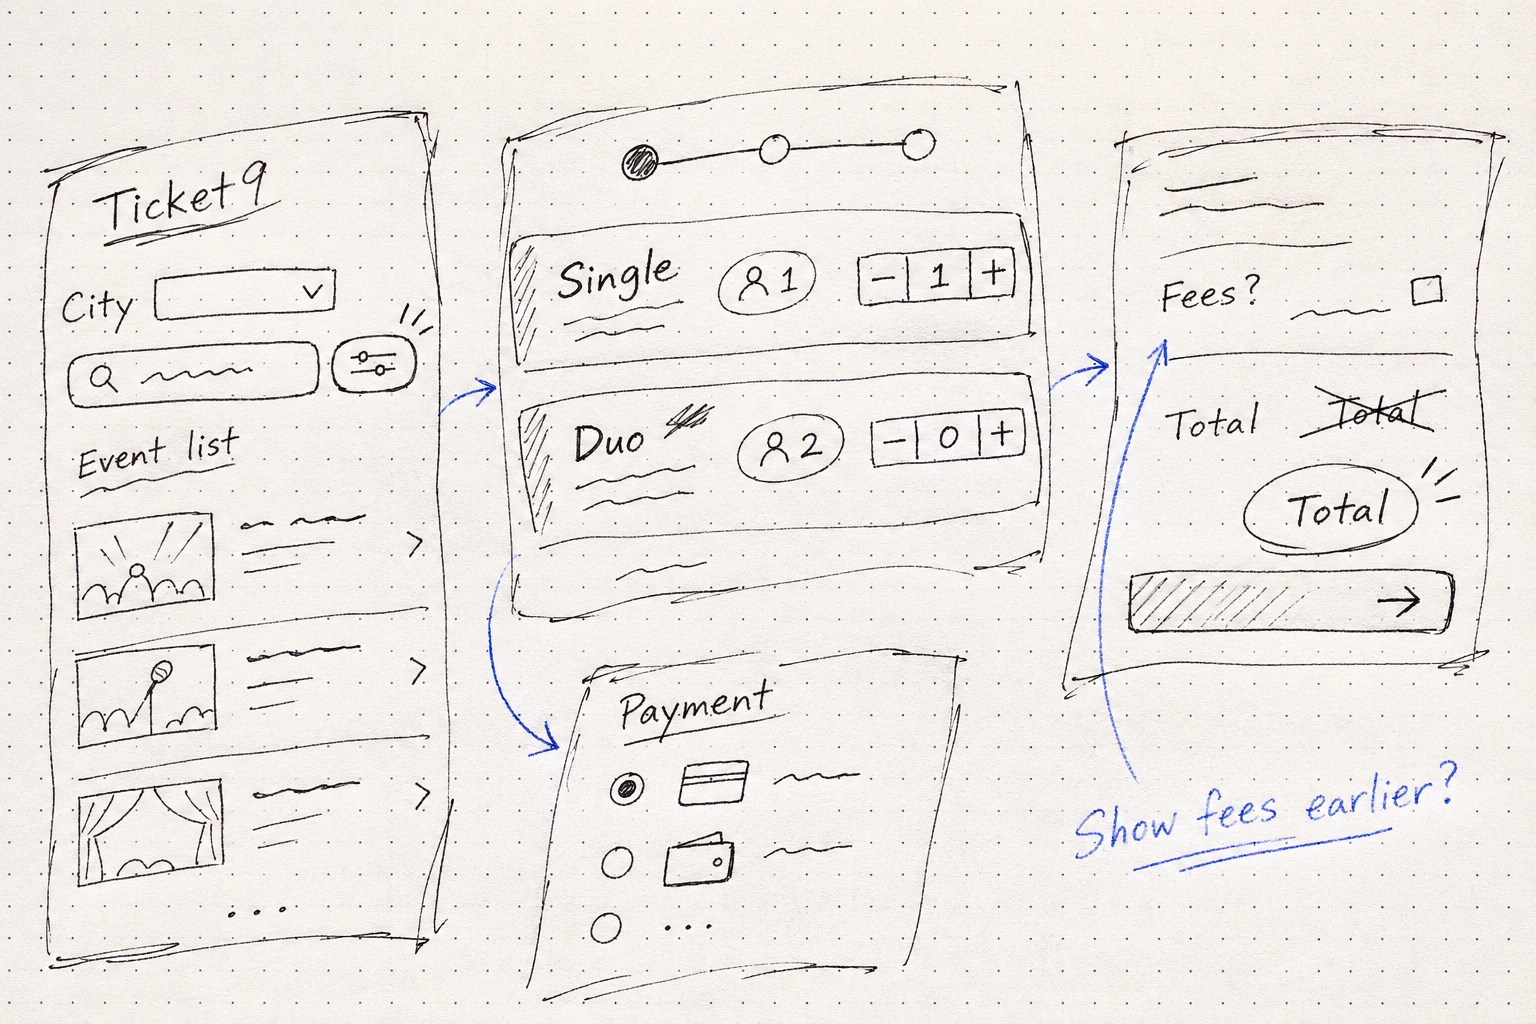 Ticket9
City
Event list
Single 1 − 1 +
Duo 2 − 0 +
Payment
Fees?
Total Total
Total
Show fees earlier?